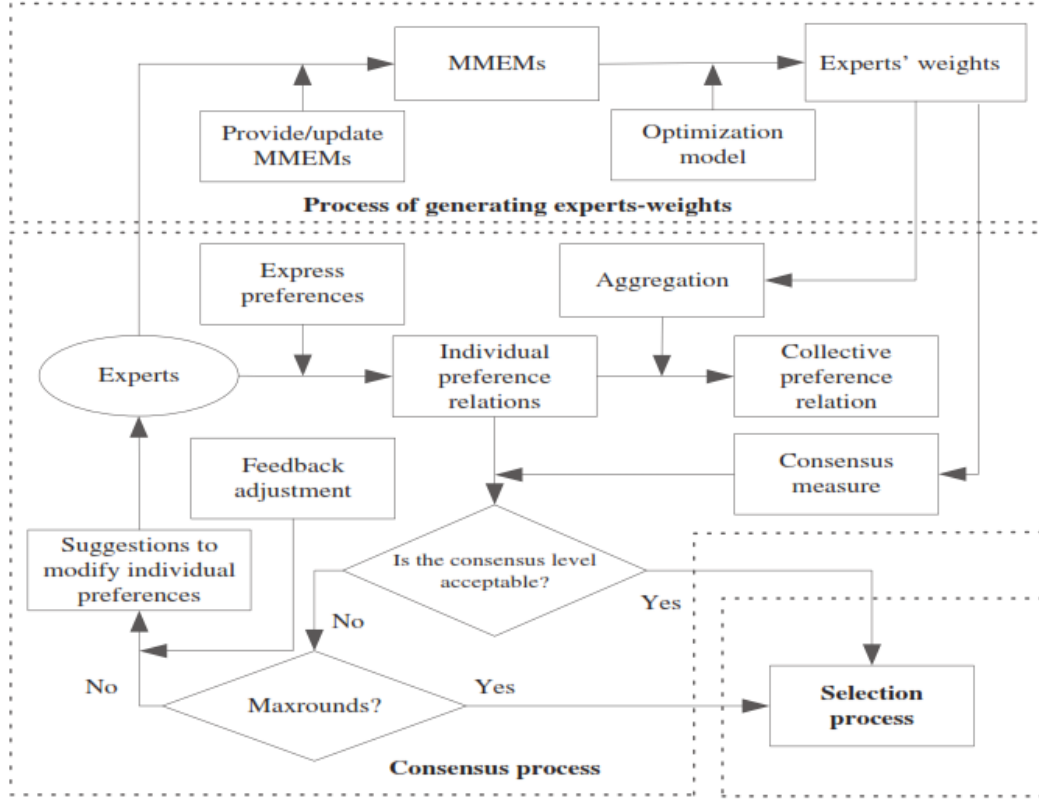 MMEMs
Experts' weights
Provide/update
MMEMs
Optimization
model
Process of generating experts-weights
Express
preferences
Aggregation
Experts
Individual
preference
relations
Collective
preference
relation
Feedback
adjustment
Consensus
measure
Suggestions to
modify individual
preferences
Is the consensus level
acceptable?
Yes
No
No
Maxrounds?
Yes
Selection
process
Consensus process